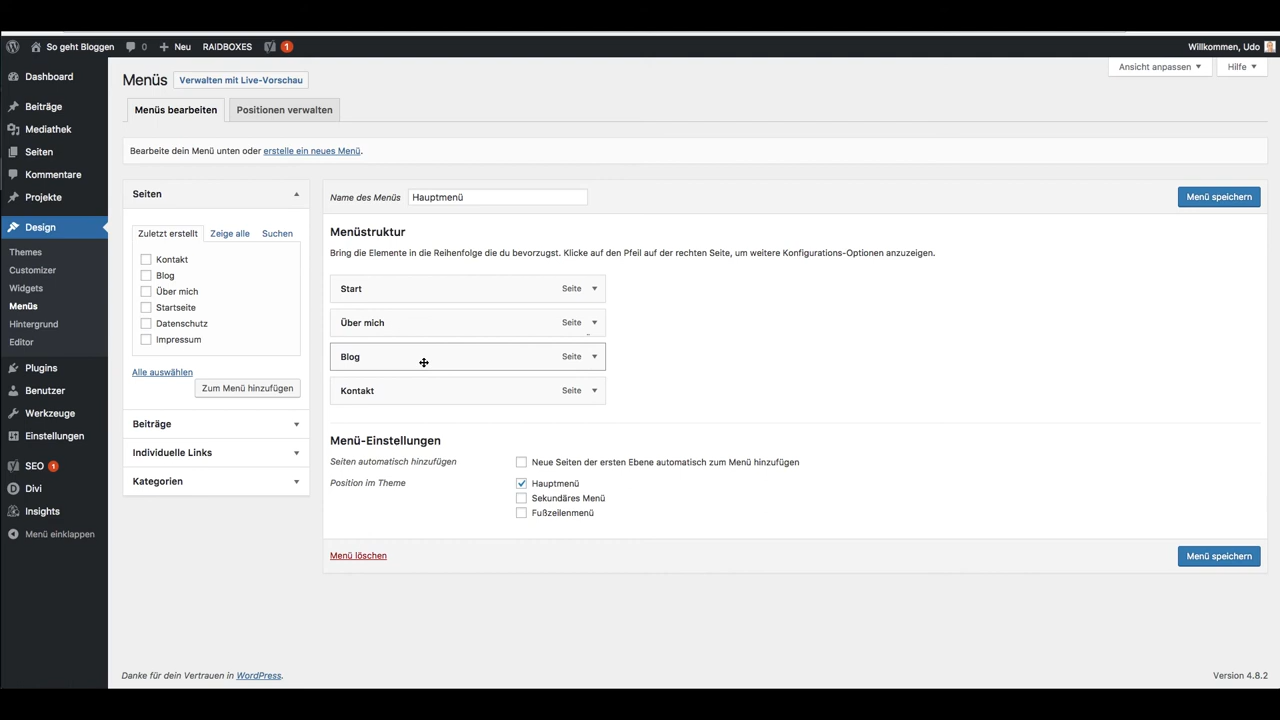 So geht Bloggen 0 Neu RAIDBOXES 1 Willkommen, Udo
Ansicht anpassen Hilfe
Dashboard
Beiträge
Mediathek
Seiten
Kommentare
Projekte
Design
Themes
Customizer
Widgets
Menüs
Hintergrund
Editor
Plugins
Benutzer
Werkzeuge
Einstellungen
SEO 1
Divi
Insights
Menü einklappen
Menüs Verwalten mit Live-Vorschau
Menüs bearbeiten Positionen verwalten
Bearbeite dein Menü unten oder erstelle ein neues Menü.
Seiten
Zuletzt erstellt Zeige alle Suchen
Kontakt
Blog
Über mich
Startseite
Datenschutz
Impressum
Alle auswählen
Zum Menü hinzufügen
Beiträge
Individuelle Links
Kategorien
Name des Menüs Hauptmenü Menü speichern
Menüstruktur
Bring die Elemente in die Reihenfolge die du bevorzugst. Klicke auf den Pfeil auf der rechten Seite, um weitere Konfigurations-Optionen anzuzeigen.
Start Seite
Über mich Seite
Blog Seite
Kontakt Seite
Menü-Einstellungen
Seiten automatisch hinzufügen Neue Seiten der ersten Ebene automatisch zum Menü hinzufügen
Position im Theme Hauptmenü
Sekundäres Menü
Fußzeilenmenü
Menü löschen Menü speichern
Danke für dein Vertrauen in WordPress. Version 4.8.2